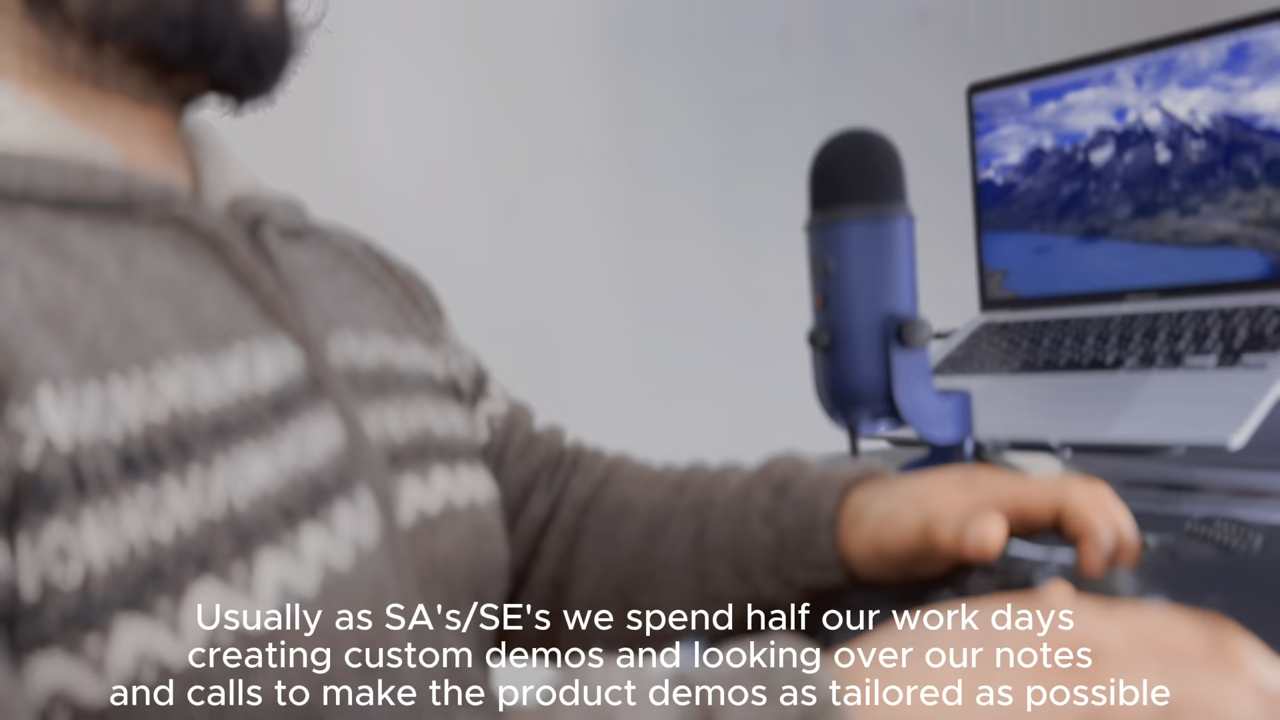 Usually as SA's/SE's we spend half our work days
creating custom demos and looking over our notes
and calls to make the product demos as tailored as possible